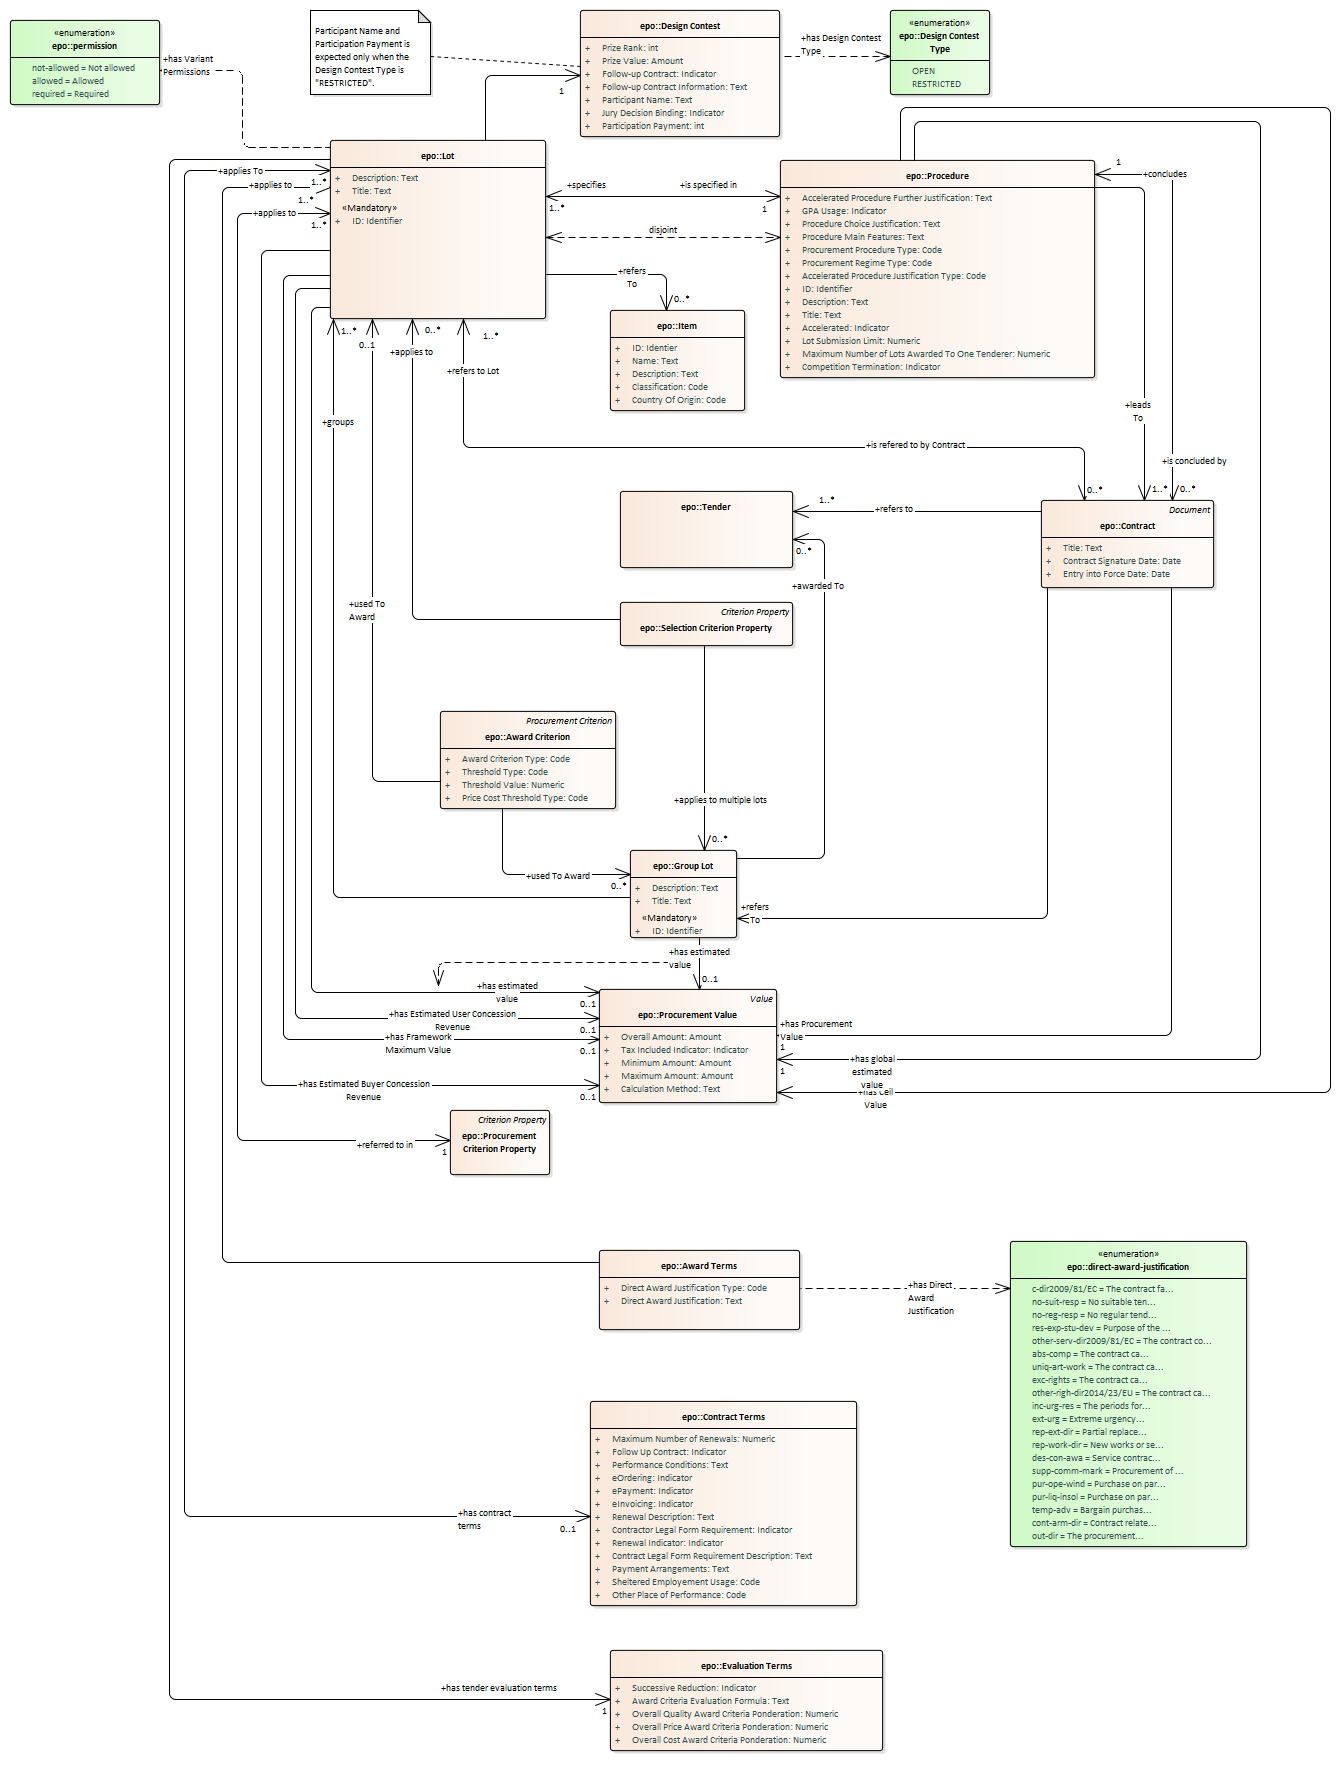 «enumeration»
epo::permission
not-allowed = Not allowed
allowed = Allowed
required = Required
+has Variant
Permissions
Participant Name and
Participation Payment is
expected only when the
Design Contest Type is
"RESTRICTED".
epo::Design Contest
+ Prize Rank: int
+ Prize Value: Amount
+ Follow-up Contract: Indicator
+ Follow-up Contract Information: Text
+ Participant Name: Text
+ Jury Decision Binding: Indicator
+ Participation Payment: int
1
+has Design Contest
Type
«enumeration»
epo::Design Contest
Type
OPEN
RESTRICTED
epo::Lot
+ Description: Text
+ Title: Text
«Mandatory»
+ ID: Identifier
+applies To
1..*
+applies to
1..*
+applies to
1..*
+specifies
+is specified in
1..*
1
disjoint
+refers
To
0..*
epo::Procedure
+ Accelerated Procedure Further Justification: Text
+ GPA Usage: Indicator
+ Procedure Choice Justification: Text
+ Procedure Main Features: Text
+ Procurement Procedure Type: Code
+ Procurement Regime Type: Code
+ Accelerated Procedure Justification Type: Code
+ ID: Identifier
+ Description: Text
+ Title: Text
+ Accelerated: Indicator
+ Lot Submission Limit: Numeric
+ Maximum Number of Lots Awarded To One Tenderer: Numeric
+ Competition Termination: Indicator
1
+concludes
epo::Item
+ ID: Identier
+ Name: Text
+ Description: Text
+ Classification: Code
+ Country Of Origin: Code
1..*
0..1
0..*
+applies to
1..*
+refers to Lot
+groups
+leads
To
+is refered to by Contract
+is concluded by
0..*
1..*
0..*
epo::Tender
1..*
+refers to
0..*
+awarded To
Document
epo::Contract
+ Title: Text
+ Contract Signature Date: Date
+ Entry into Force Date: Date
+used To
Award
Criterion Property
epo::Selection Criterion Property
Procurement Criterion
epo::Award Criterion
+ Award Criterion Type: Code
+ Threshold Type: Code
+ Threshold Value: Numeric
+ Price Cost Threshold Type: Code
+applies to multiple lots
0..*
+used To Award
0..*
epo::Group Lot
+ Description: Text
+ Title: Text
«Mandatory»
+ ID: Identifier
+refers
To
+has estimated
value
0..1
+has estimated
value
0..1
+has Estimated User Concession
Revenue
0..1
+has Framework
Maximum Value
0..1
+has Estimated Buyer Concession
Revenue
0..1
Value
epo::Procurement Value
+ Overall Amount: Amount
+ Tax Included Indicator: Indicator
+ Minimum Amount: Amount
+ Maximum Amount: Amount
+ Calculation Method: Text
+has Procurement
Value
1
+has global
estimated
value
1
+has Ceil
Value
Criterion Property
epo::Procurement
Criterion Property
+referred to in
1
epo::Award Terms
+ Direct Award Justification Type: Code
+ Direct Award Justification: Text
+has Direct
Award
Justification
«enumeration»
epo::direct-award-justification
c-dir2009/81/EC = The contract fa...
no-suit-resp = No suitable ten...
no-reg-resp = No regular tend...
res-exp-stu-dev = Purpose of the ...
other-serv-dir2009/81/EC = The contract co...
abs-comp = The contract ca...
uniq-art-work = The contract ca...
exc-rights = The contract ca...
other-righ-dir2014/23/EU = The contract ca...
inc-urg-res = The periods for...
ext-urg = Extreme urgency...
rep-ext-dir = Partial replace...
rep-work-dir = New works or se...
des-con-awa = Service contrac...
supp-comm-mark = Procurement of ...
pur-ope-wind = Purchase on par...
pur-liq-insol = Purchase on par...
temp-adv = Bargain purchas...
cont-arm-dir = Contract relate...
out-dir = The procurement...
epo::Contract Terms
+ Maximum Number of Renewals: Numeric
+ Follow Up Contract: Indicator
+ Performance Conditions: Text
+ eOrdering: Indicator
+ ePayment: Indicator
+ eInvoicing: Indicator
+ Renewal Description: Text
+ Contractor Legal Form Requirement: Indicator
+ Renewal Indicator: Indicator
+ Contract Legal Form Requirement Description: Text
+ Payment Arrangements: Text
+ Sheltered Employement Usage: Code
+ Other Place of Performance: Code
+has contract
terms
0..1
epo::Evaluation Terms
+ Successive Reduction: Indicator
+ Award Criteria Evaluation Formula: Text
+ Overall Quality Award Criteria Ponderation: Numeric
+ Overall Price Award Criteria Ponderation: Numeric
+ Overall Cost Award Criteria Ponderation: Numeric
+has tender evaluation terms
1